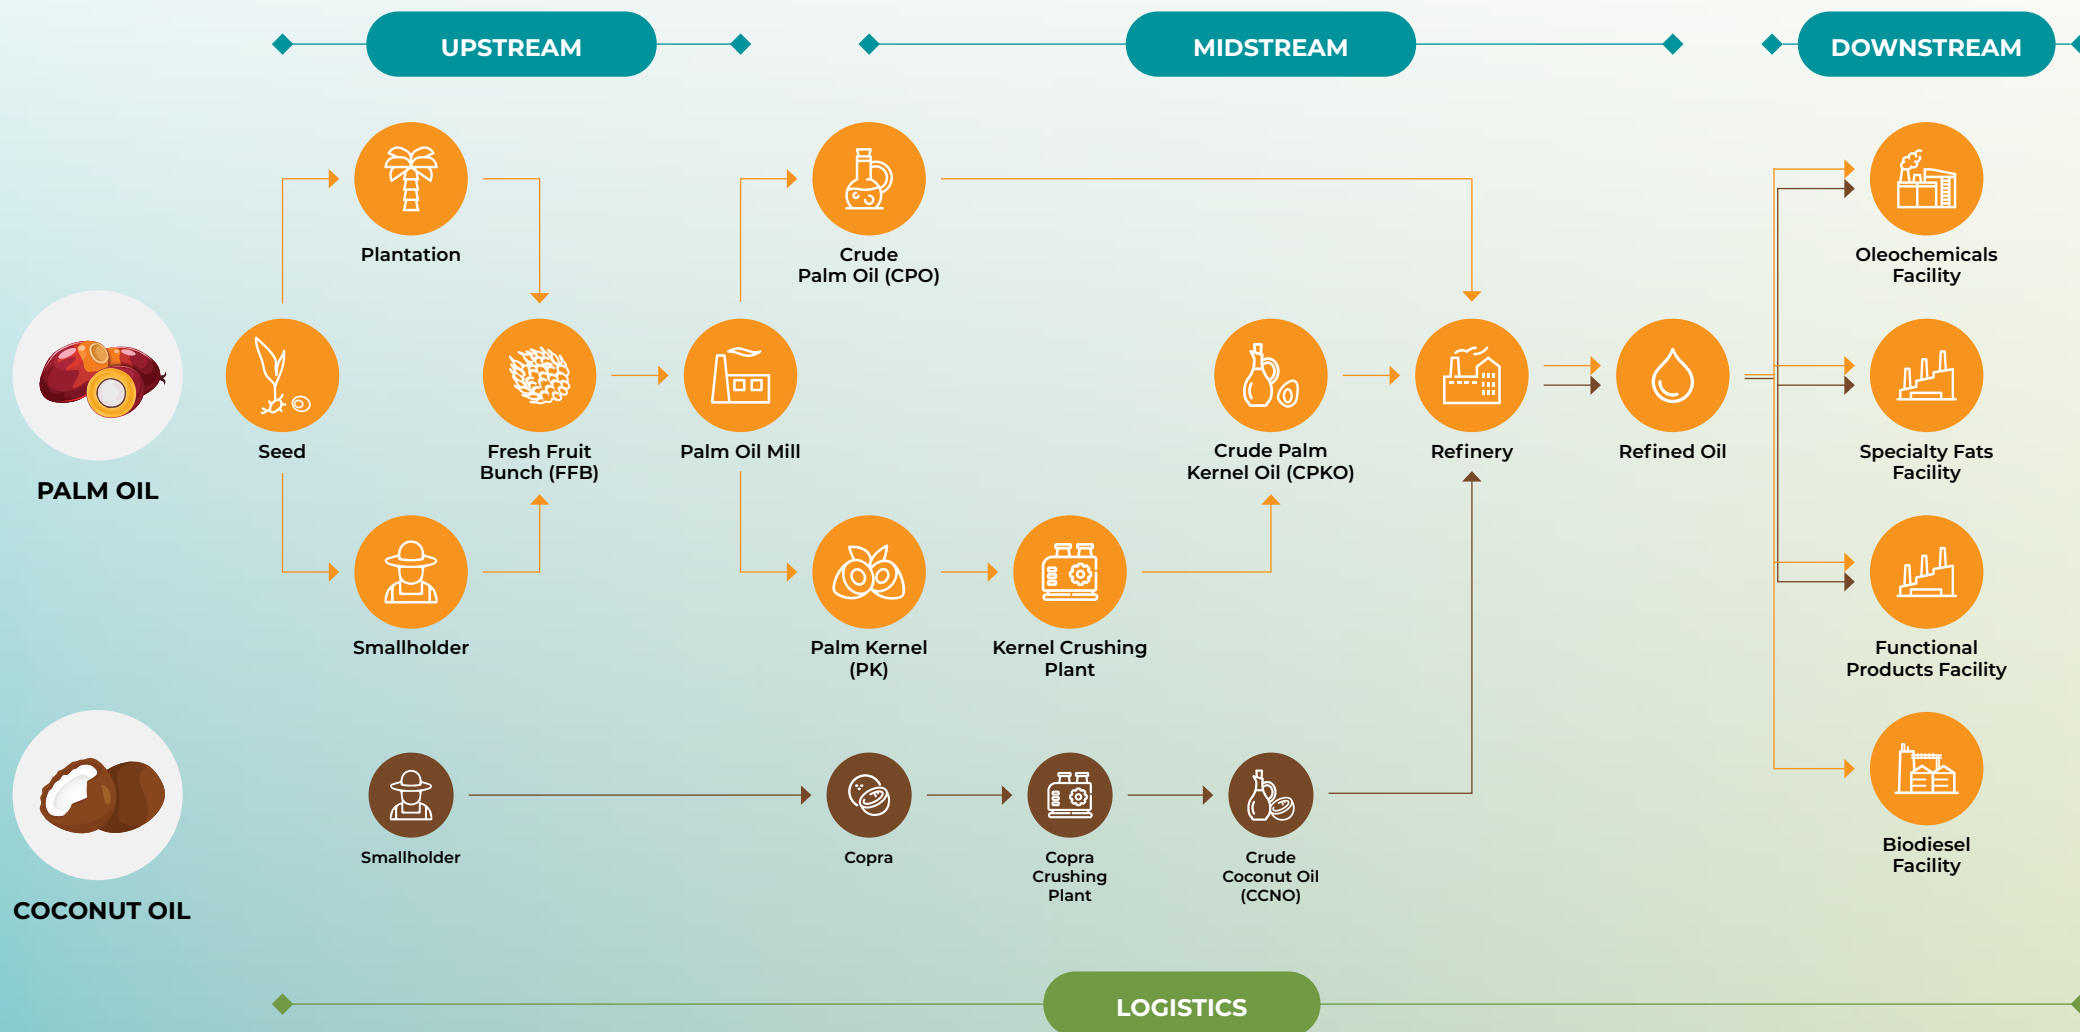 UPSTREAM
MIDSTREAM
DOWNSTREAM
Plantation
Crude
Palm Oil (CPO)
Oleochemicals
Facility
PALM OIL
Seed
Fresh Fruit
Bunch (FFB)
Palm Oil Mill
Crude Palm
Kernel Oil (CPKO)
Refinery
Refined Oil
Specialty Fats
Facility
Smallholder
Palm Kernel
(PK)
Kernel Crushing
Plant
Functional
Products Facility
COCONUT OIL
Smallholder
Copra
Copra
Crushing
Plant
Crude
Coconut Oil
(CCNO)
Biodiesel
Facility
LOGISTICS